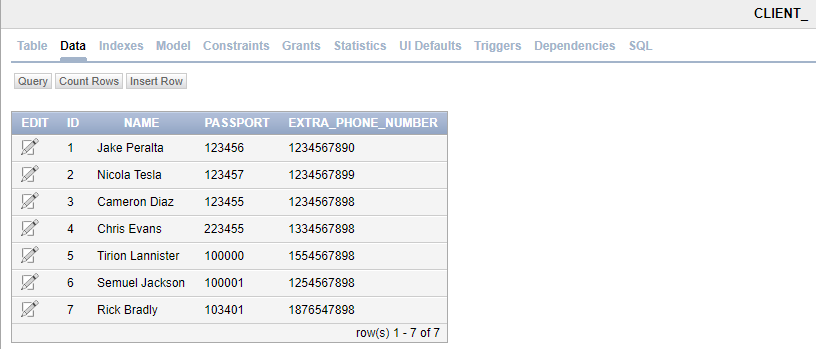 CLIENT_
Table Data Indexes Model Constraints Grants Statistics UI Defaults Triggers Dependencies SQL
Query Count Rows Insert Row
EDIT ID NAME PASSPORT EXTRA_PHONE_NUMBER
1 Jake Peralta 123456 1234567890
2 Nicola Tesla 123457 1234567899
3 Cameron Diaz 123455 1234567898
4 Chris Evans 223455 1334567898
5 Tirion Lannister 100000 1554567898
6 Semuel Jackson 100001 1254567898
7 Rick Bradly 103401 1876547898
row(s) 1 - 7 of 7